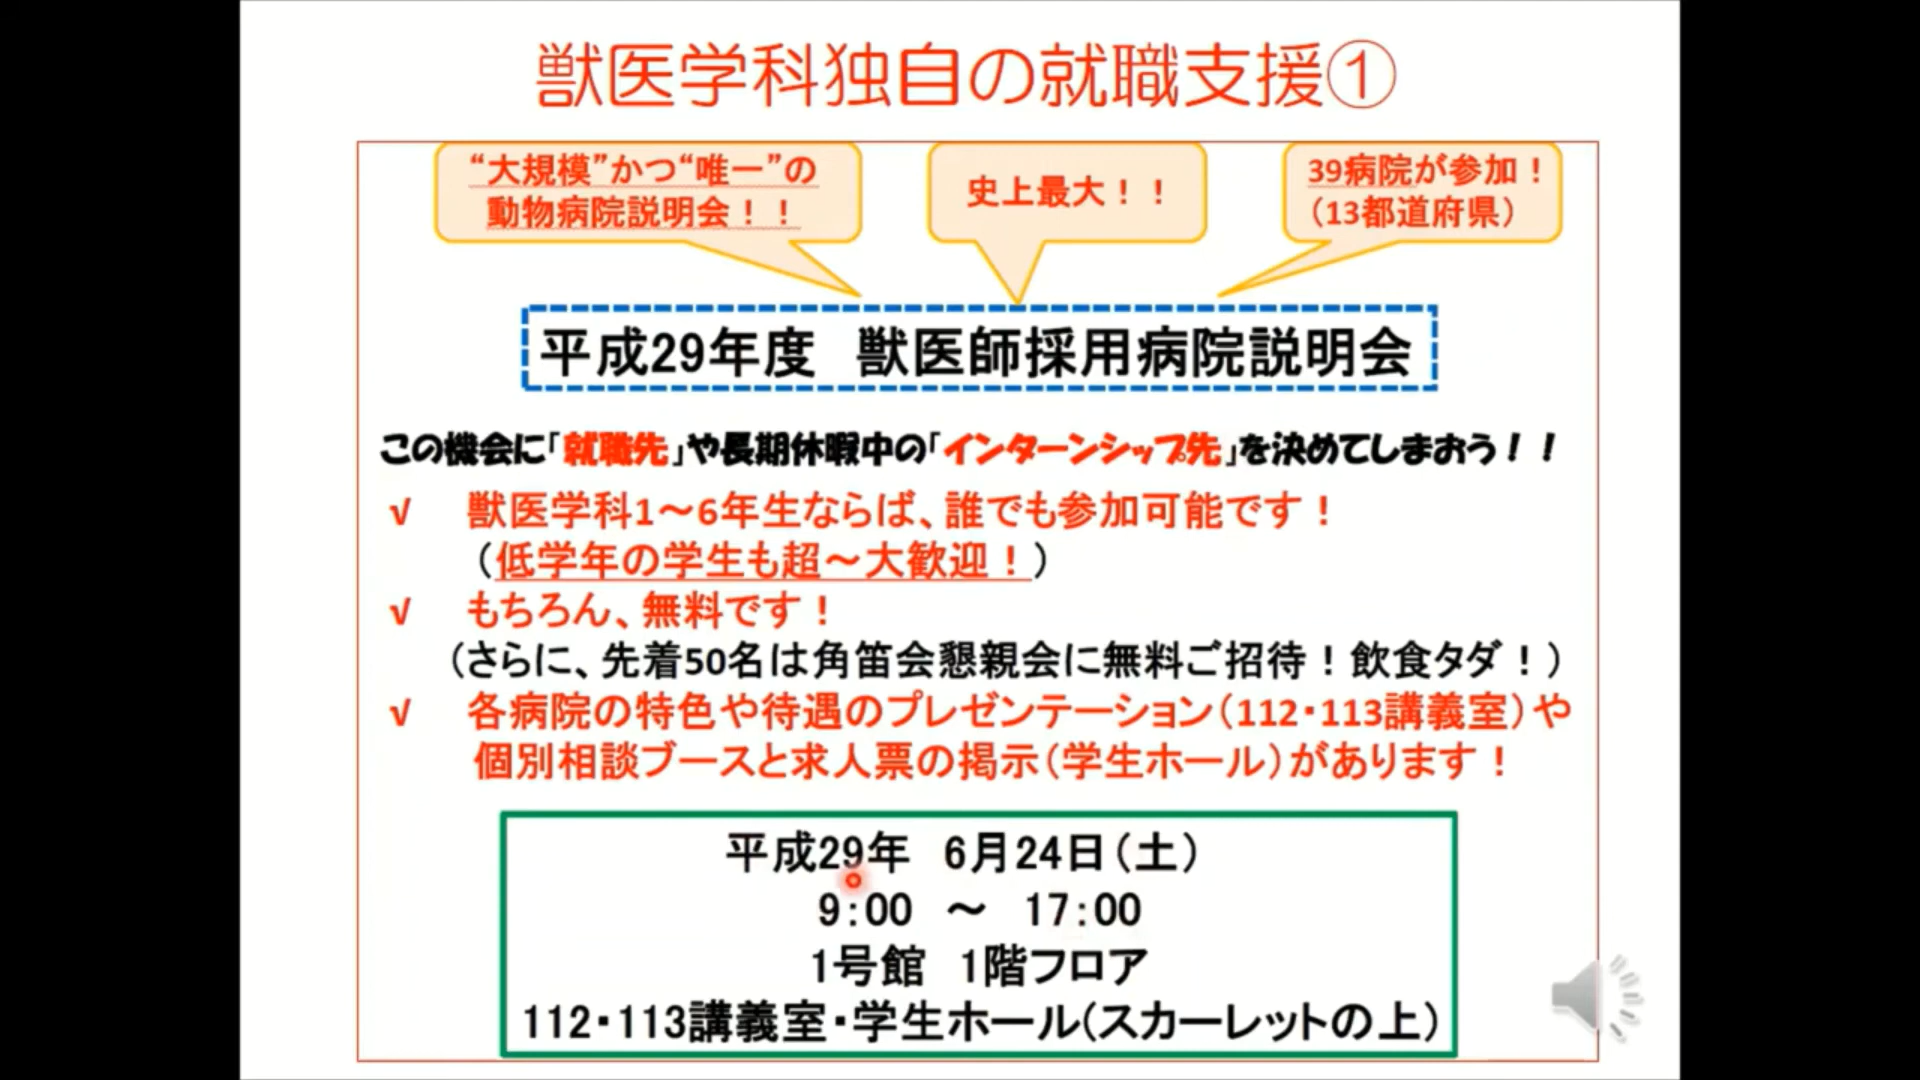 獣医学科独自の就職支援①
“大規模”かつ“唯一”の
動物病院説明会！！
史上最大！！
39病院が参加！
（13都道府県）
平成29年度　獣医師採用病院説明会
この機会に「就職先」や長期休暇中の「インターンシップ先」を決めてしまおう！！
√　獣医学科1～6年生ならば、誰でも参加可能です！
（低学年の学生も超～大歓迎！）
√　もちろん、無料です！
（さらに、先着50名は角笛会懇親会に無料ご招待！飲食タダ！）
√　各病院の特色や待遇のプレゼンテーション（112・113講義室）や
個別相談ブースと求人票の掲示（学生ホール）があります！
平成29年　6月24日（土）
9：00　～　17：00
1号館　1階フロア
112・113講義室・学生ホール(スカーレットの上)